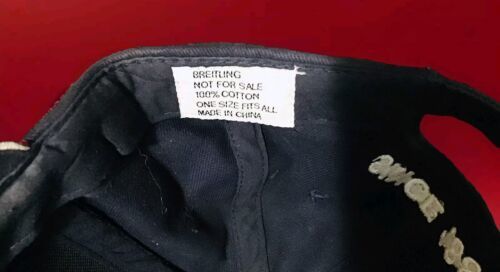 BREITLING
NOT FOR SALE
100% COTTON
ONE SIZE FITS ALL
MADE IN CHINA